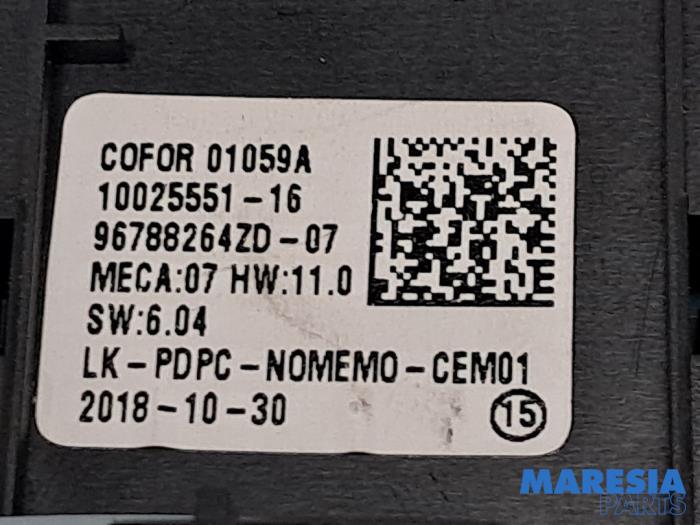 COFOR 01059A
10025551-16
96788264ZD-07
MECA:07 HW:11.0
SW:6.04
LK-PDPC-NOMEMO-CEM01
2018-10-30 15
MARESIA
PARTS